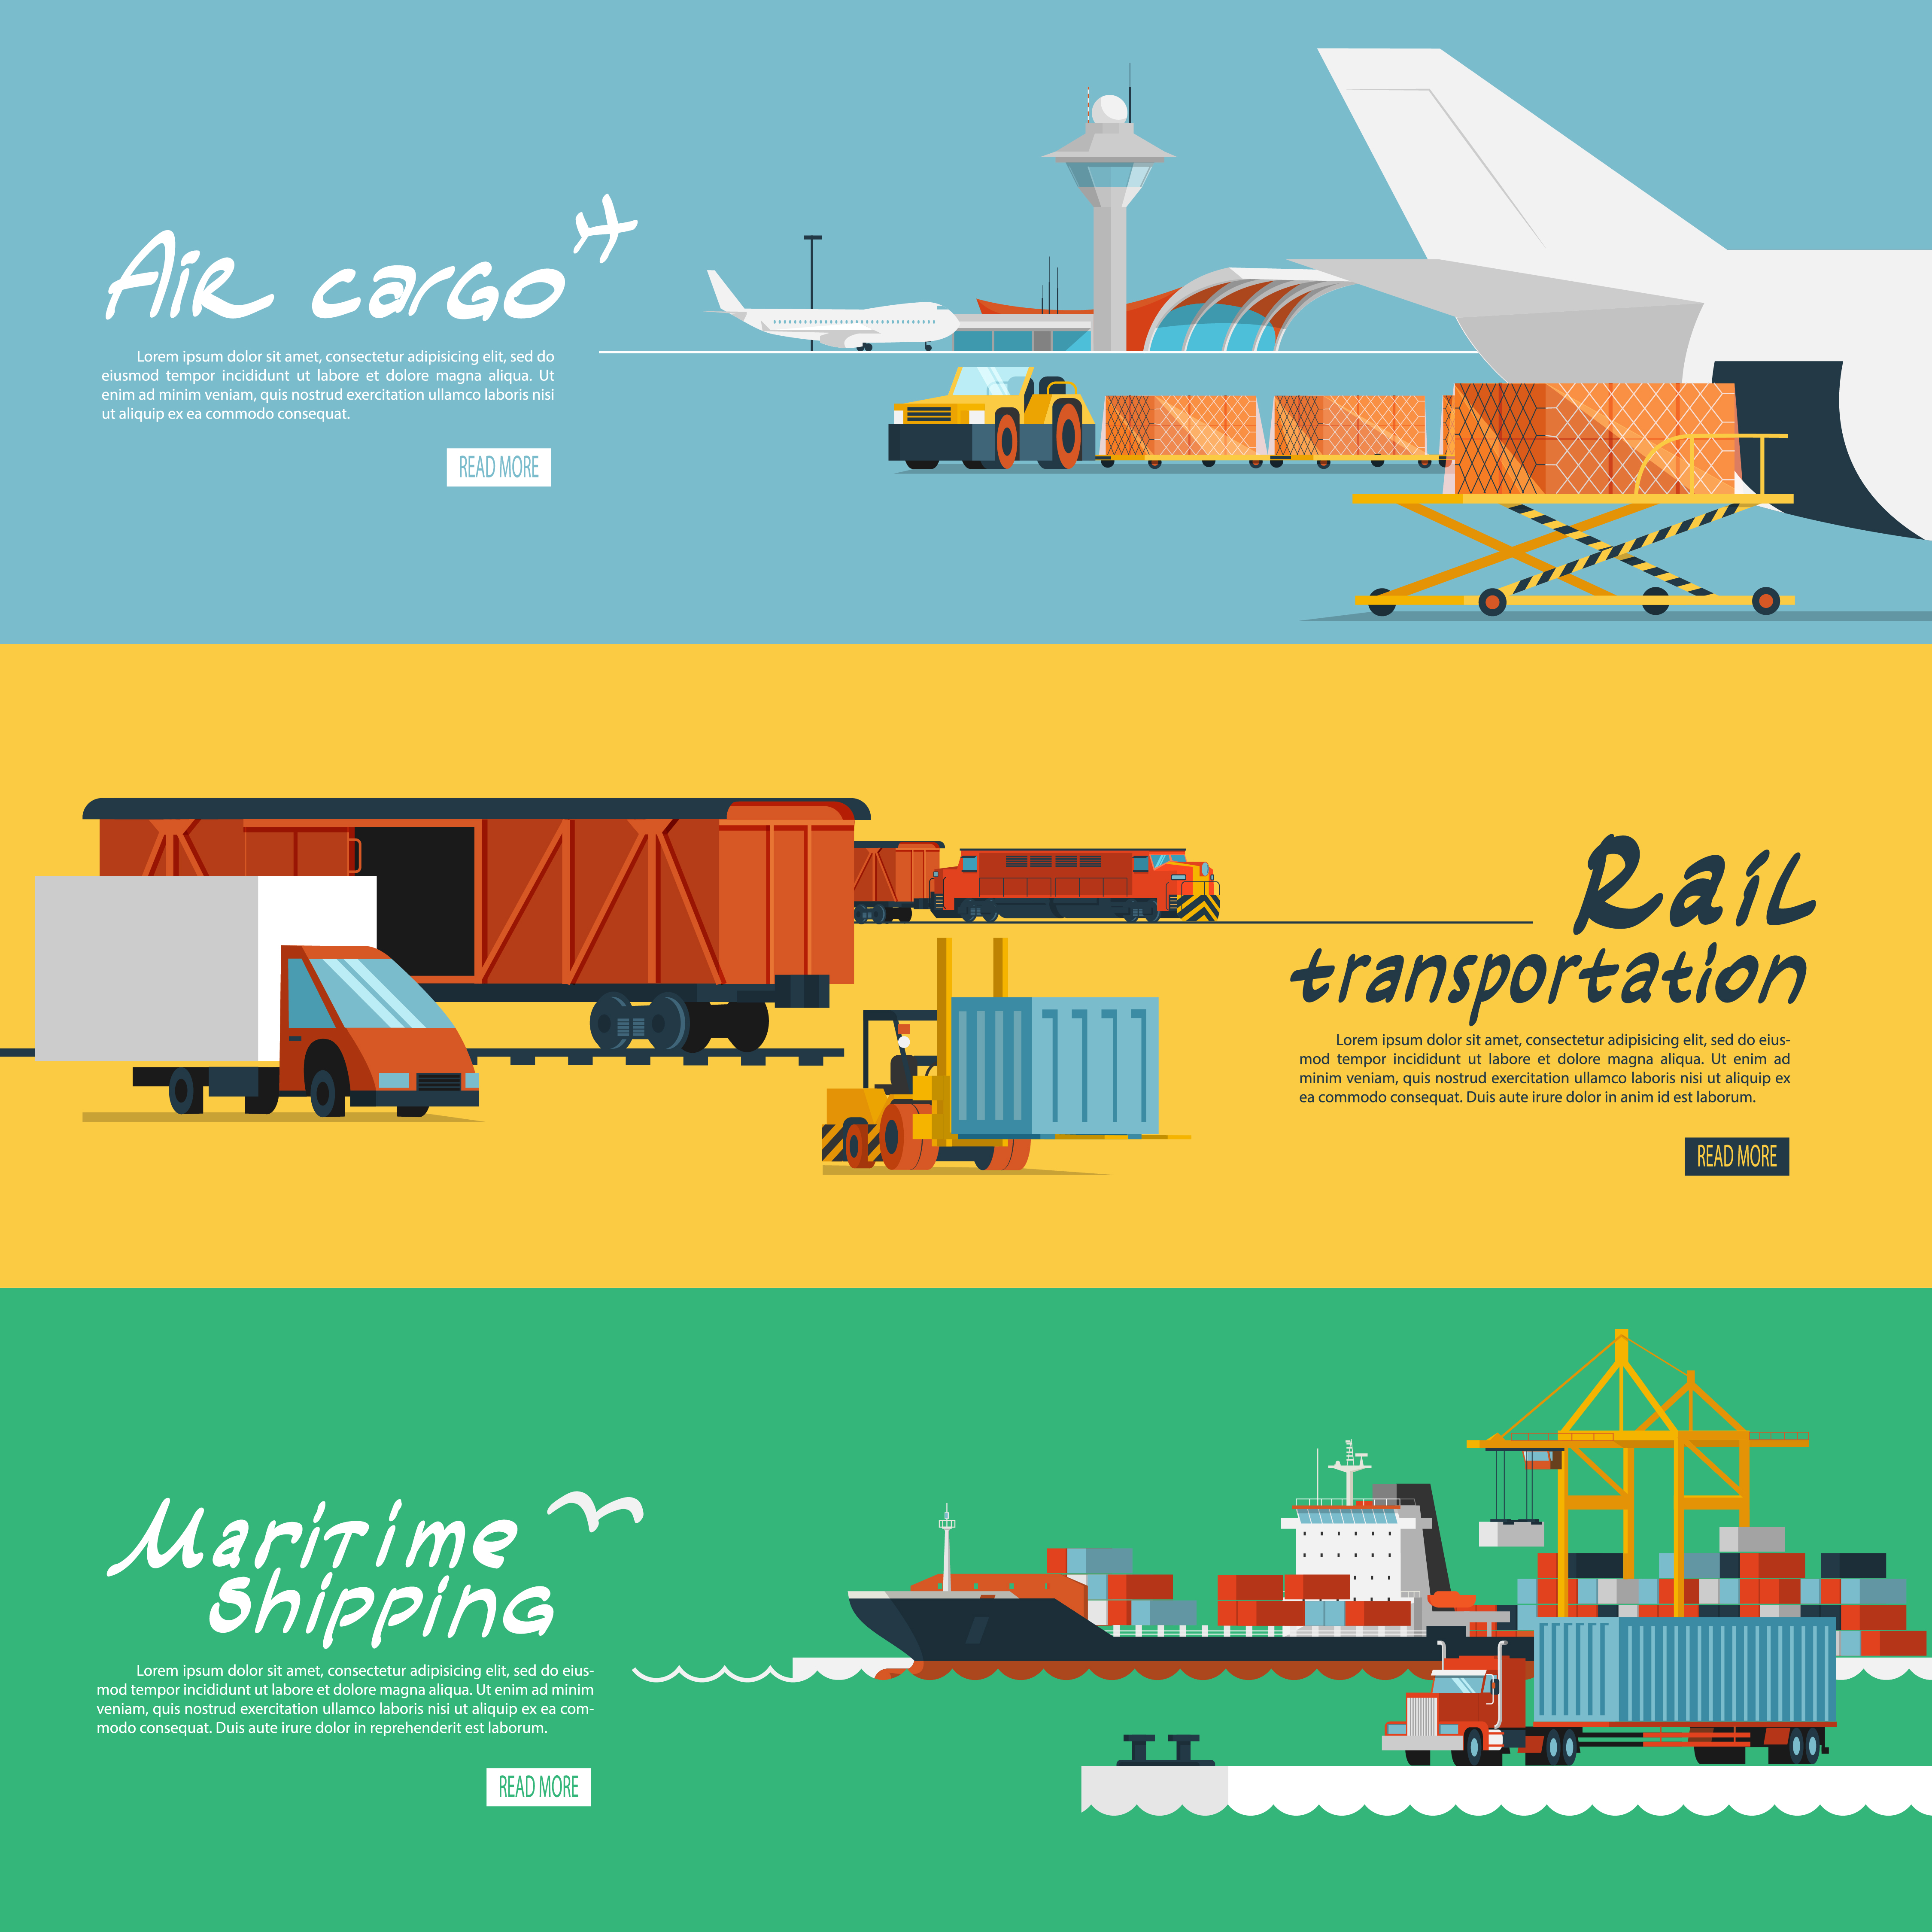 Air cargo
Lorem ipsum dolor sit amet, consectetur adipisicing elit, sed do
eiusmod tempor incididunt ut labore et dolore magna aliqua. Ut
enim ad minim veniam, quis nostrud exercitation ullamco laboris nisi
ut aliquip ex ea commodo consequat.
READ MORE
Rail
transportation
Lorem ipsum dolor sit amet, consectetur adipisicing elit, sed do eius-
mod tempor incididunt ut labore et dolore magna aliqua. Ut enim ad
minim veniam, quis nostrud exercitation ullamco laboris nisi ut aliquip ex
ea commodo consequat. Duis aute irure dolor in anim id est laborum.
READ MORE
Maritime
shipping
Lorem ipsum dolor sit amet, consectetur adipisicing elit, sed do eius-
mod tempor incididunt ut labore et dolore magna aliqua. Ut enim ad minim
veniam, quis nostrud exercitation ullamco laboris nisi ut aliquip ex ea com-
modo consequat. Duis aute irure dolor in reprehenderit est laborum.
READ MORE